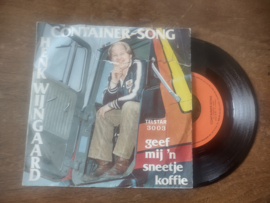 CONTAINER-SONG
HENK WIJNGAARD
TELSTAR
geef
mij 'n
sneetje
koffie